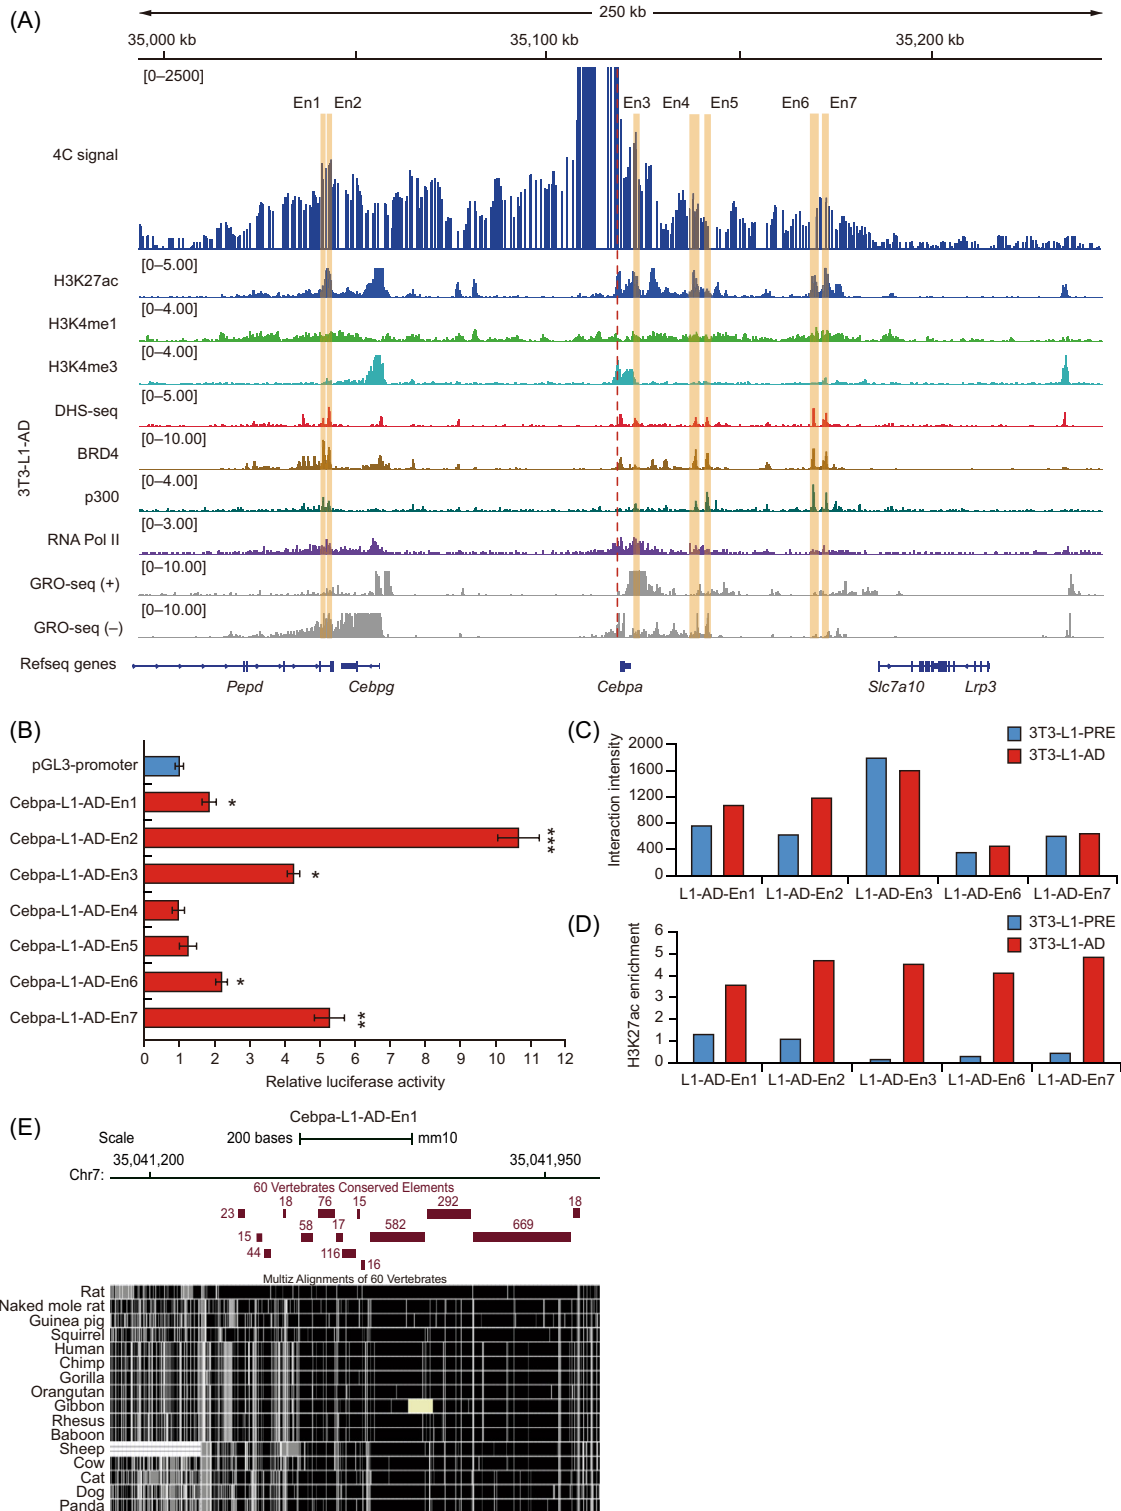 (A)
250 kb
35,000 kb 35,100 kb 35,200 kb
[0–2500]
En1 En2 En3 En4 En5 En6 En7
4C signal
[0–5.00]
H3K27ac
[0–4.00]
H3K4me1
[0–4.00]
H3K4me3
[0–5.00]
DHS-seq
[0–10.00]
BRD4
[0–4.00]
p300
[0–3.00]
RNA Pol II
[0–10.00]
GRO-seq (+)
[0–10.00]
GRO-seq (–)
3T3-L1-AD
Refseq genes
Pepd Cebpg Cebpa Slc7a10 Lrp3
(B)
pGL3-promoter
Cebpa-L1-AD-En1 *
Cebpa-L1-AD-En2 ***
Cebpa-L1-AD-En3 *
Cebpa-L1-AD-En4
Cebpa-L1-AD-En5
Cebpa-L1-AD-En6 *
Cebpa-L1-AD-En7 **
0 1 2 3 4 5 6 7 8 9 10 11 12
Relative luciferase activity
(C)
3T3-L1-PRE
3T3-L1-AD
Interaction intensity
2000
1600
1200
800
400
0
L1-AD-En1 L1-AD-En2 L1-AD-En3 L1-AD-En6 L1-AD-En7
(D)
3T3-L1-PRE
3T3-L1-AD
H3K27ac enrichment
6
5
4
3
2
1
0
L1-AD-En1 L1-AD-En2 L1-AD-En3 L1-AD-En6 L1-AD-En7
(E)
Cebpa-L1-AD-En1
Scale 200 bases mm10
35,041,200 35,041,950
Chr7:
60 Vertebrates Conserved Elements
18 76 15 292 18
23
58 17 582 669
15
44 116
16
Multiz Alignments of 60 Vertebrates
Rat
Naked mole rat
Guinea pig
Squirrel
Human
Chimp
Gorilla
Orangutan
Gibbon
Rhesus
Baboon
Sheep
Cow
Cat
Dog
Panda